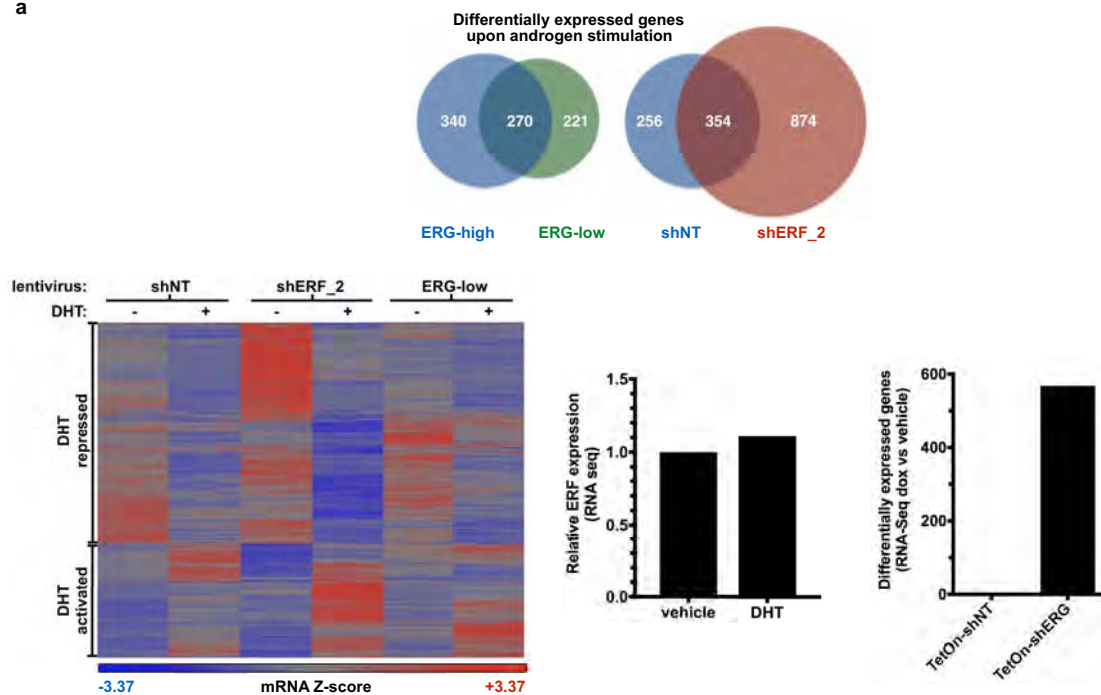 a
Differentially expressed genes
upon androgen stimulation
340 270 221 256 354 874
ERG-high ERG-low shNT shERF_2
lentivirus: shNT shERF_2 ERG-low
DHT: - + - + - +
DHT
repressed
DHT
activated
-3.37 mRNA Z-score +3.37
Relative ERF expression
(RNA seq)
1.5
1.0
0.5
0.0
vehicle DHT
Differentially expressed genes
(RNA-Seq dox vs vehicle)
600
400
200
0
TetOn-shNT
TetOn-shERG